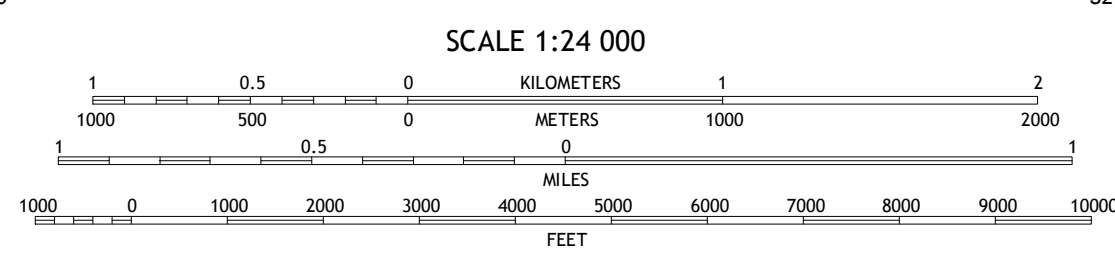 SCALE 1:24 000
1 0.5 0 KILOMETERS 1 2
1000 500 0 METERS 1000 2000
1 0.5 0 1
MILES
1000 0 1000 2000 3000 4000 5000 6000 7000 8000 9000 10000
FEET